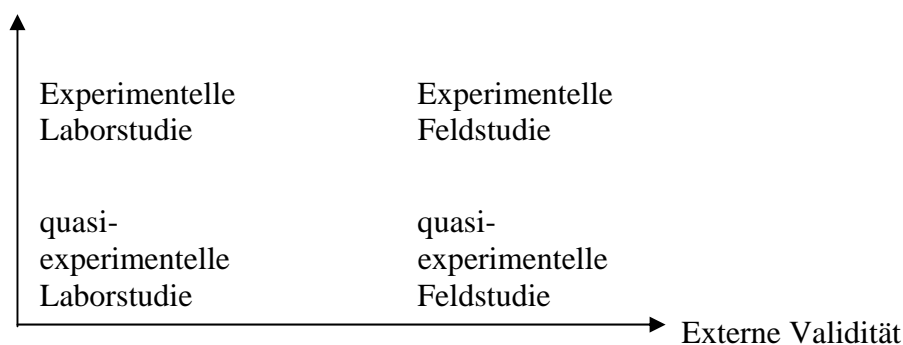 Experimentelle
Laborstudie
Experimentelle
Feldstudie
quasi-
experimentelle
Laborstudie
quasi-
experimentelle
Feldstudie
Externe Validität